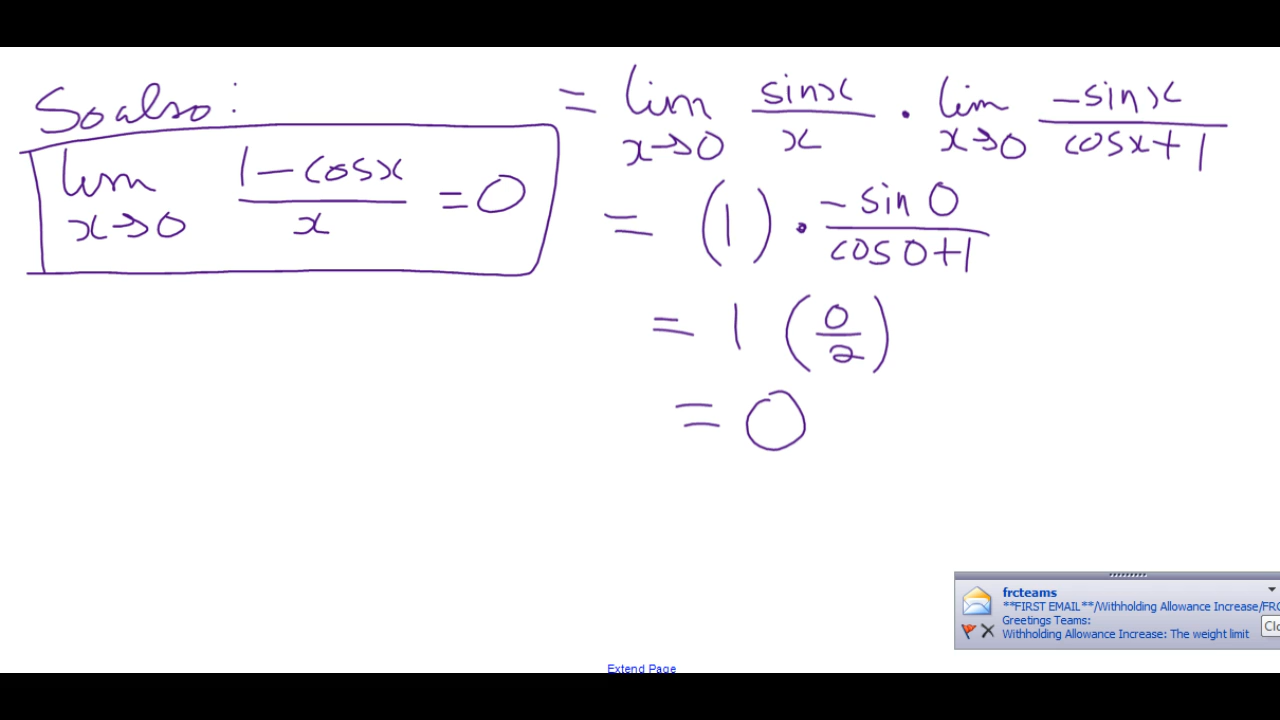 So also:
lim x→0 (1 - cos x)/x = 0
= lim x→0 sin x/x · lim x→0 -sin x/(cos x + 1)
= (1) · -sin 0/(cos 0 + 1)
= 1 (0/2)
= 0
frcteams
**FIRST EMAIL**/Withholding Allowance Increase/FRC
Greetings Teams:
Withholding Allowance Increase: The weight limit
Extend Page